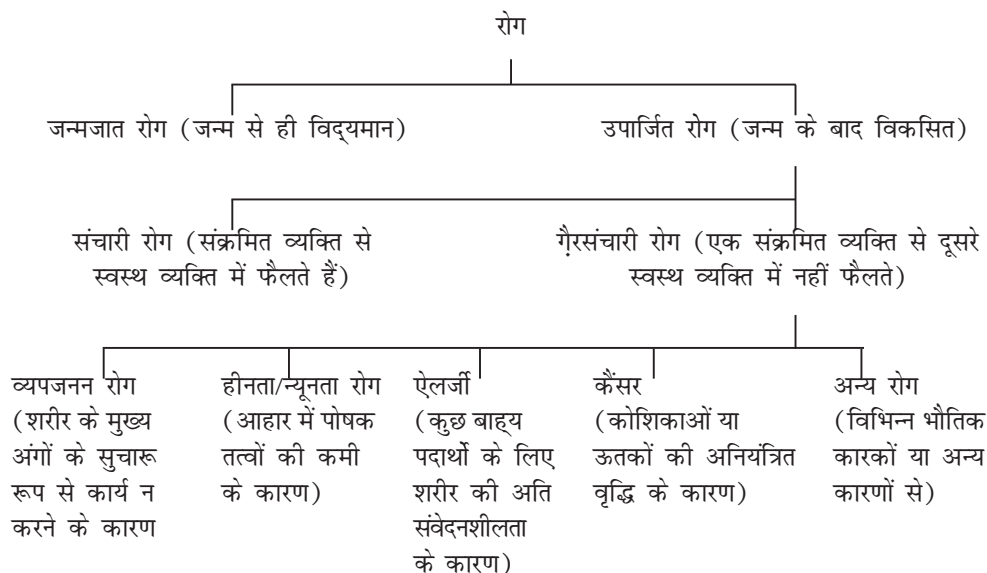 रोग
जन्मजात रोग (जन्म से ही विद्यमान)
उपार्जित रोग (जन्म के बाद विकसित)
संचारी रोग (संक्रमित व्यक्ति से
स्वस्थ व्यक्ति में फैलते हैं)
ग़ैरसंचारी रोग (एक संक्रमित व्यक्ति से दूसरे
स्वस्थ व्यक्ति में नहीं फैलते)
व्यपजनन रोग
(शरीर के मुख्य
अंगों के सुचारू
रूप से कार्य न
करने के कारण
हीनता/न्यूनता रोग
(आहार में पोषक
तत्वों की कमी
के कारण)
ऐलर्जी
(कुछ बाह्य
पदार्थो के लिए
शरीर की अति
संवेदनशीलता
के कारण)
कैंसर
(कोशिकाओं या
ऊतकों की अनियंत्रित
वृद्धि के कारण)
अन्य रोग
(विभिन्न भौतिक
कारकों या अन्य
कारणों से)